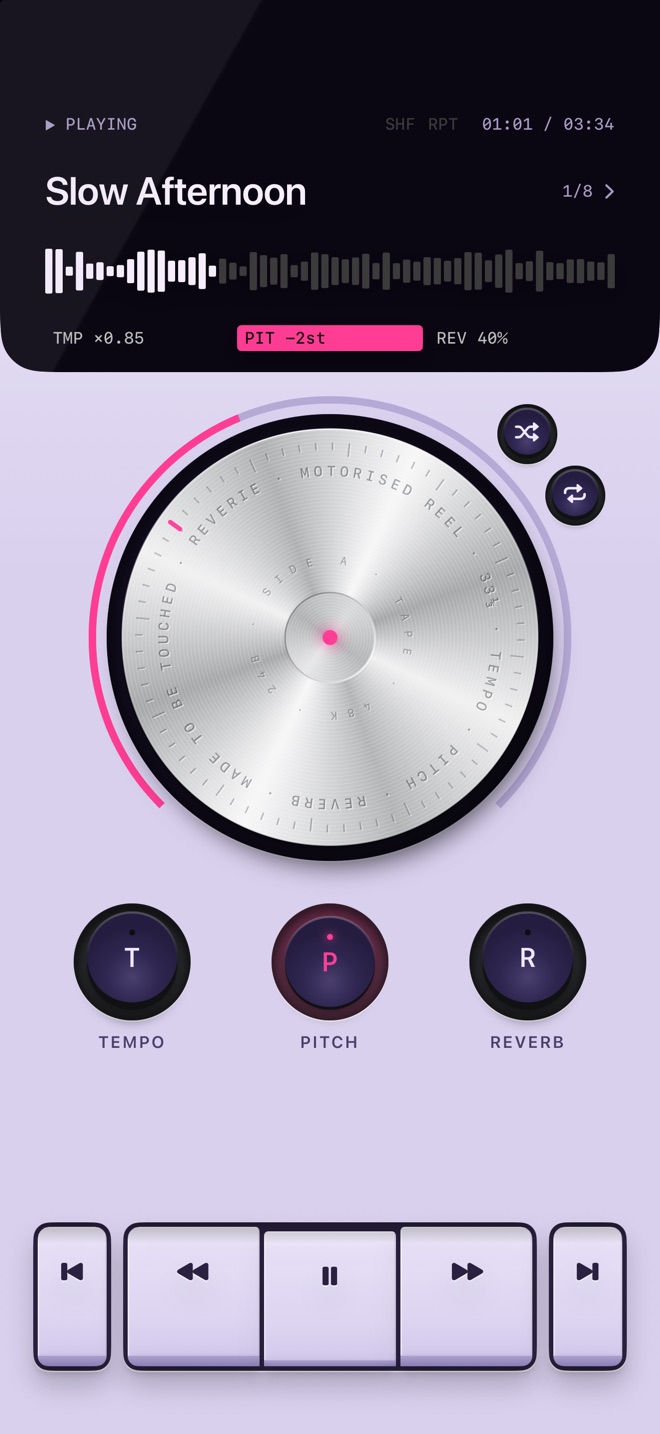 PLAYING
SHF RPT 01:01 / 03:34
Slow Afternoon
1/8
TMP ×0.85
PIT −2st
REV 40%
REVERIE · MOTORISED REEL · 33⅓ · TEMPO · PITCH · REVERB · MADE TO BE TOUCHED ·
SIDE A · TAPE · 48K · 24B ·
T
P
R
TEMPO
PITCH
REVERB